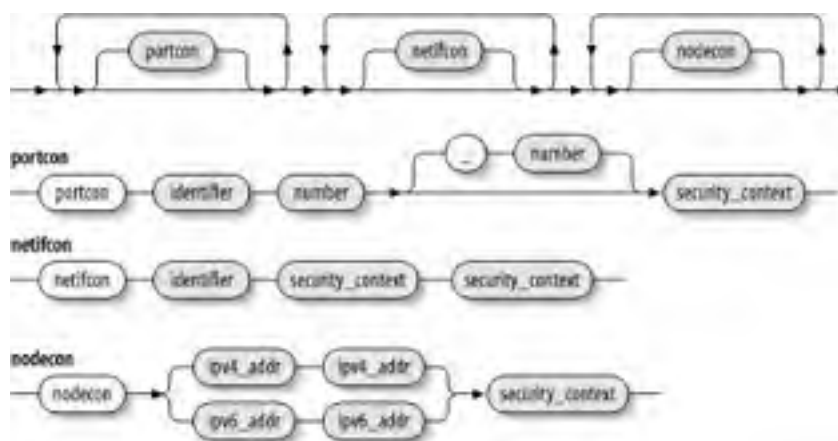 portcon netifcon nodecon
- number
portcon
portcon identifier number security_context
netifcon
netifcon identifier security_context security_context
nodecon
ipv4_addr ipv4_addr
nodecon security_context
ipv6_addr ipv6_addr